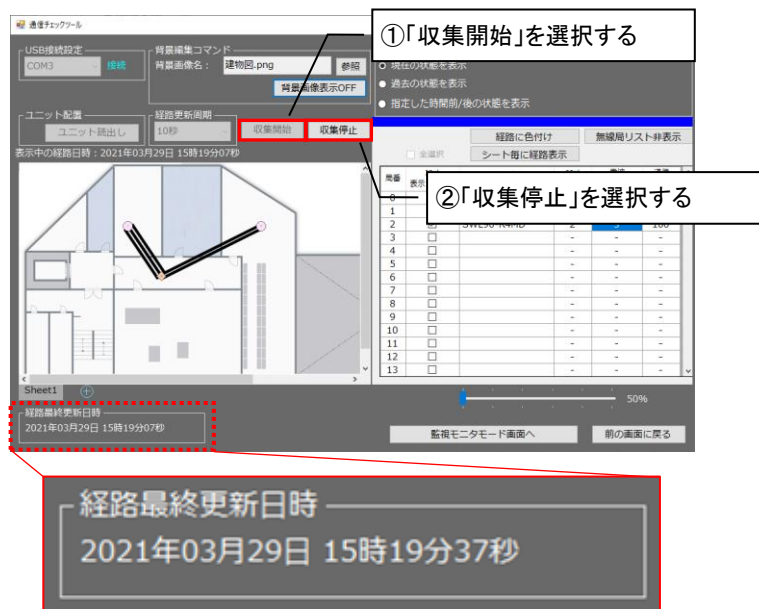 通信チェックツール
①「収集開始」を選択する
USB接続設定
COM3
接続
背景編集コマンド
背景画像名：
建物図.png
参照
背景画像表示OFF
現在の状態を表示
過去の状態を表示
指定した時間前/後の状態を表示
ユニット配置
ユニット読出し
経路更新周期
10秒
収集開始
収集停止
経路に色付け
無線局リスト非表示
表示中の経路日時：2021年03月29日 15時19分07秒
全選択
シート毎に経路表示
局番
表示
②「収集停止」を選択する
0
1
2
3 - - -
4 - - -
5 - - -
6 - - -
7 - - -
8 - - -
9 - - -
10 - - -
11 - - -
12 - - -
13 - - -
Sheet1
50%
経路最終更新日時
2021年03月29日 15時19分07秒
監視モニタモード画面へ
前の画面に戻る
経路最終更新日時
2021年03月29日 15時19分37秒